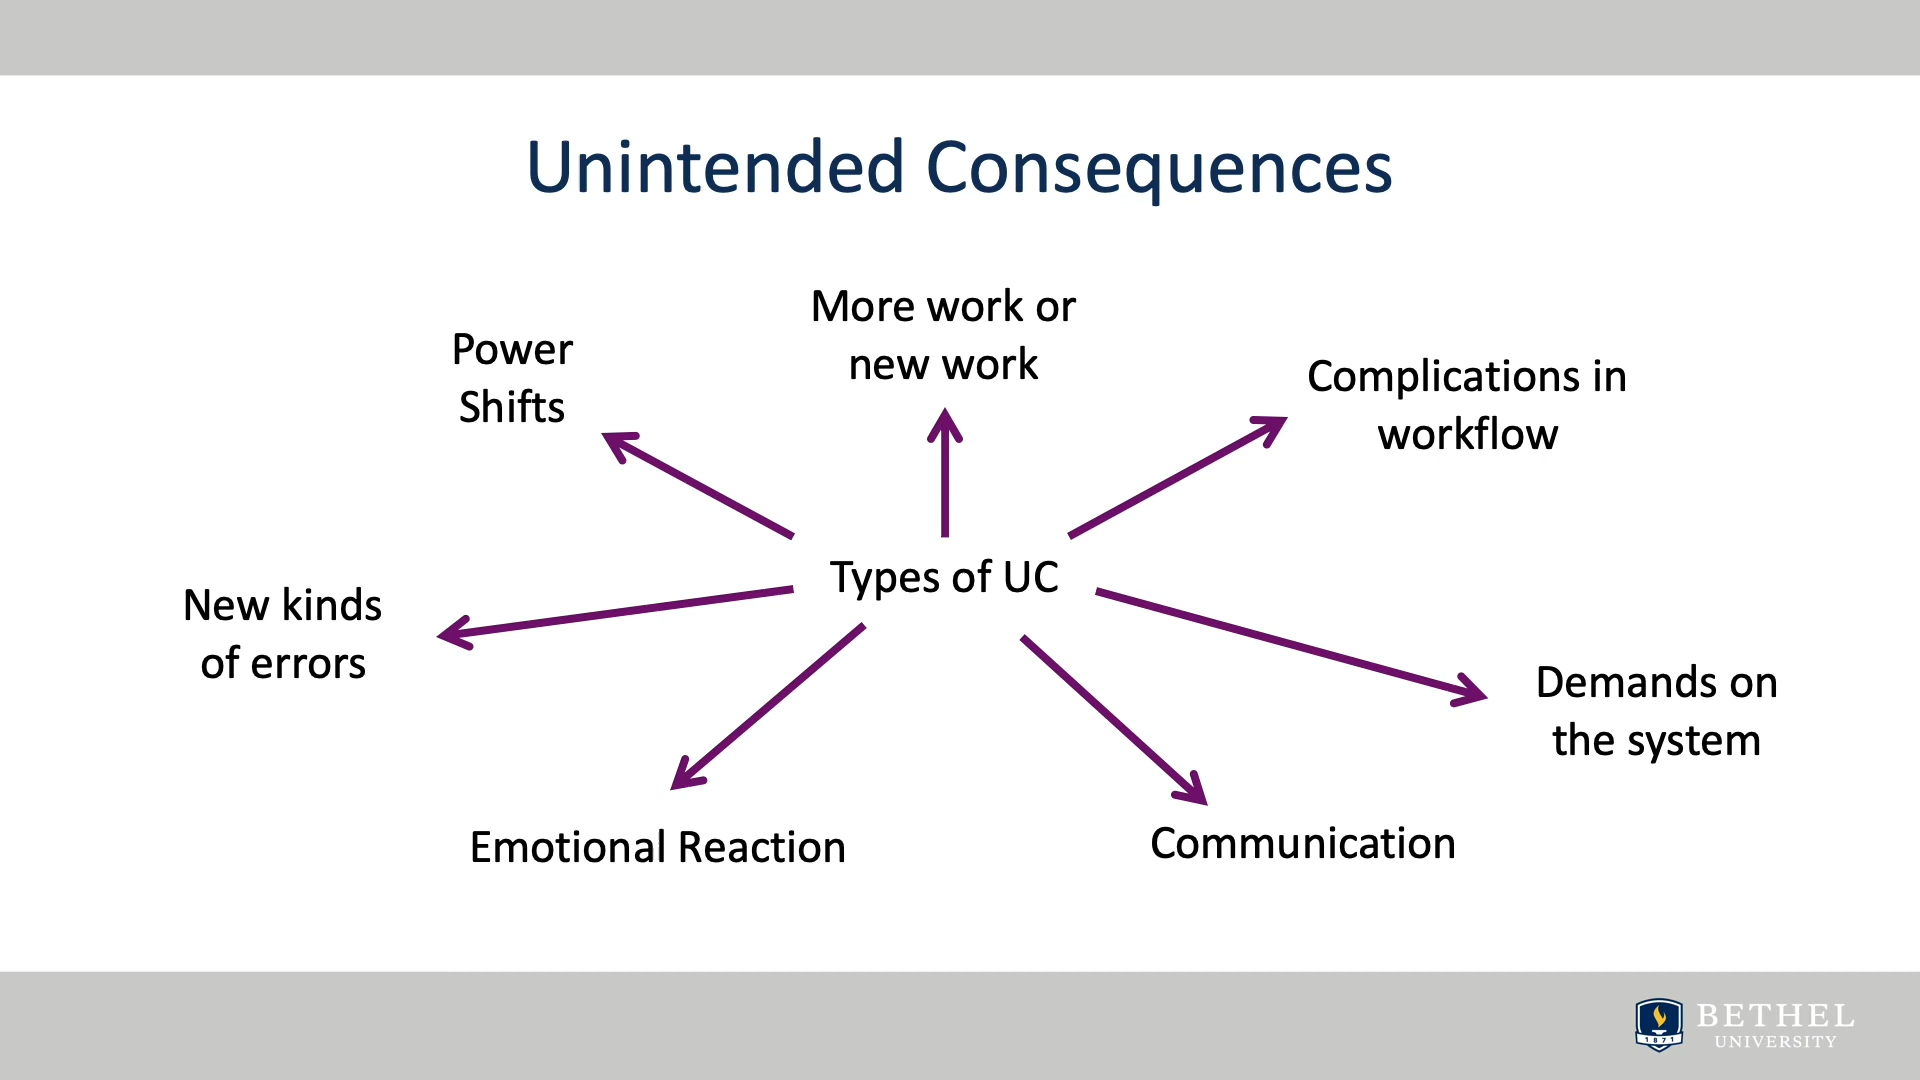 Unintended Consequences
More work or
new work
Power
Shifts
Complications in
workflow
Types of UC
New kinds
of errors
Demands on
the system
Emotional Reaction
Communication
BETHEL
UNIVERSITY
1871